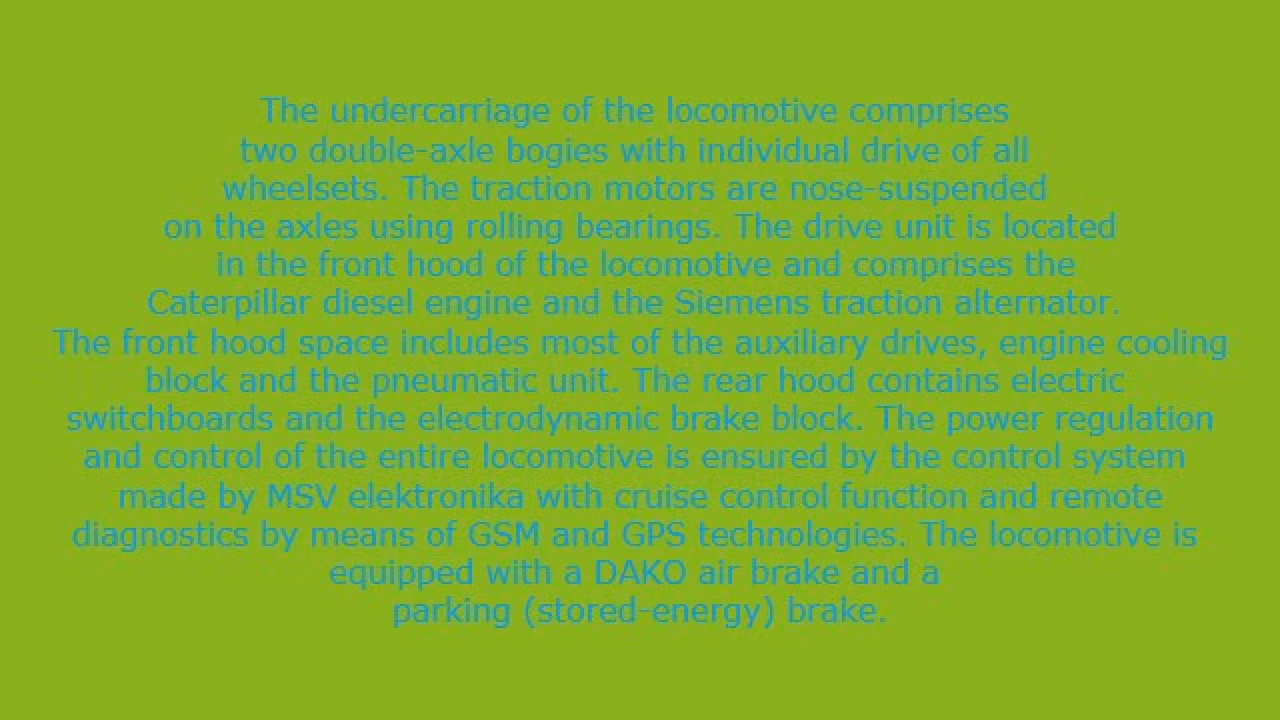 The undercarriage of the locomotive comprises
two double-axle bogies with individual drive of all
wheelsets. The traction motors are nose-suspended
on the axles using rolling bearings. The drive unit is located
in the front hood of the locomotive and comprises the
Caterpillar diesel engine and the Siemens traction alternator.
The front hood space includes most of the auxiliary drives, engine cooling
block and the pneumatic unit. The rear hood contains electric
switchboards and the electrodynamic brake block. The power regulation
and control of the entire locomotive is ensured by the control system
made by MSV elektronika with cruise control function and remote
diagnostics by means of GSM and GPS technologies. The locomotive is
equipped with a DAKO air brake and a
parking (stored-energy) brake.